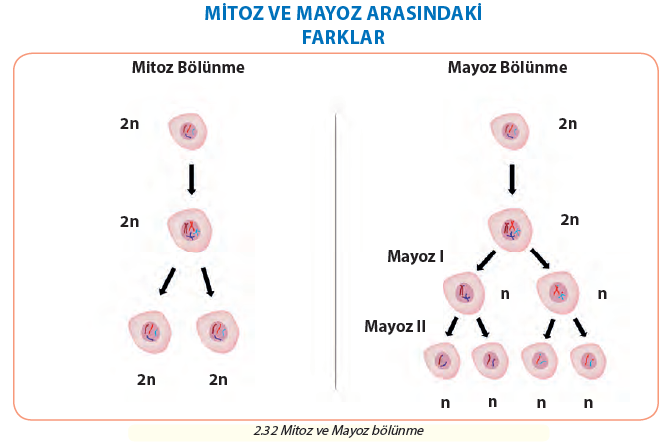 MİTOZ VE MAYOZ ARASINDAKİ
FARKLAR
Mitoz Bölünme
2n
2n
2n
2n
Mayoz Bölünme
2n
2n
Mayoz I
n
n
Mayoz II
n
n
n
n
2.32 Mitoz ve Mayoz bölünme